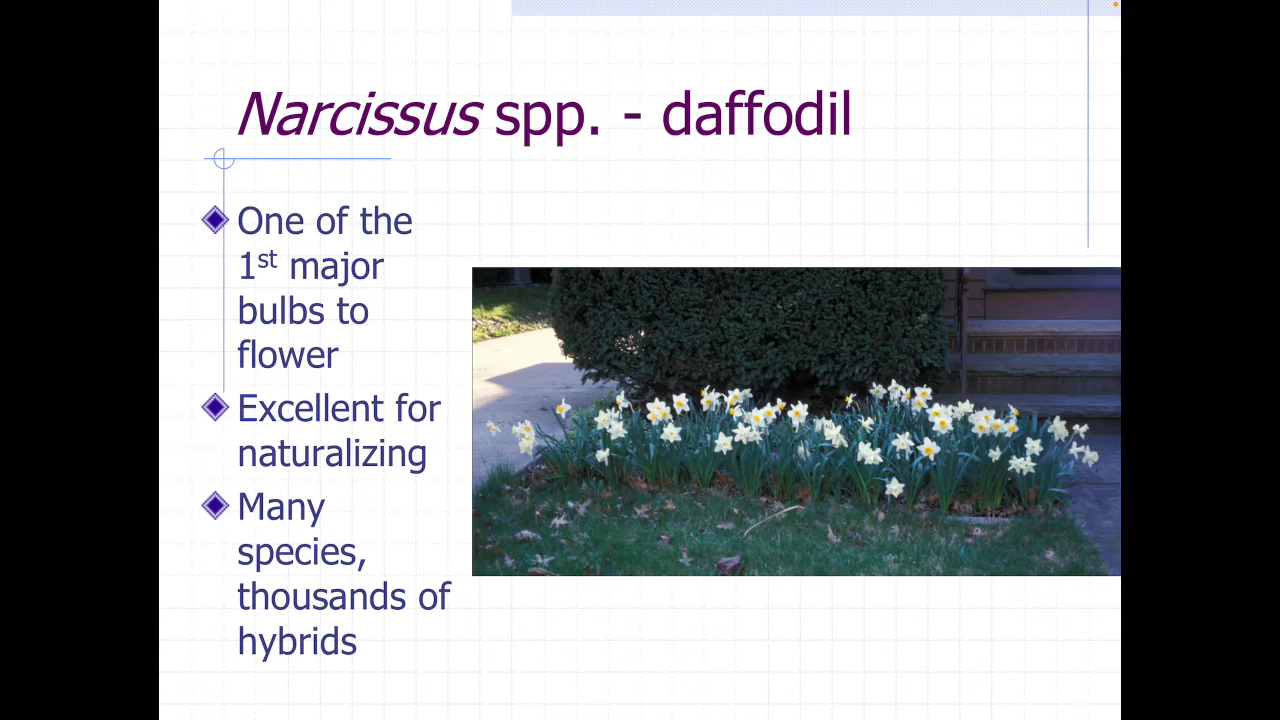 Narcissus spp. - daffodil
One of the
1st major
bulbs to
flower
Excellent for
naturalizing
Many
species,
thousands of
hybrids